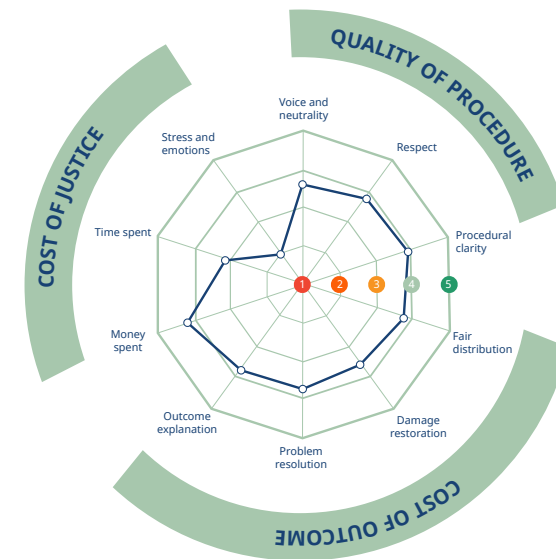 QUALITY OF PROCEDURE
COST OF JUSTICE
Voice and
neutrality
Stress and
emotions
Respect
Time spent
Procedural
clarity
1
2
3
4
5
Money
spent
Fair
distribution
Outcome
explanation
Damage
restoration
Problem
resolution
COST OF OUTCOME